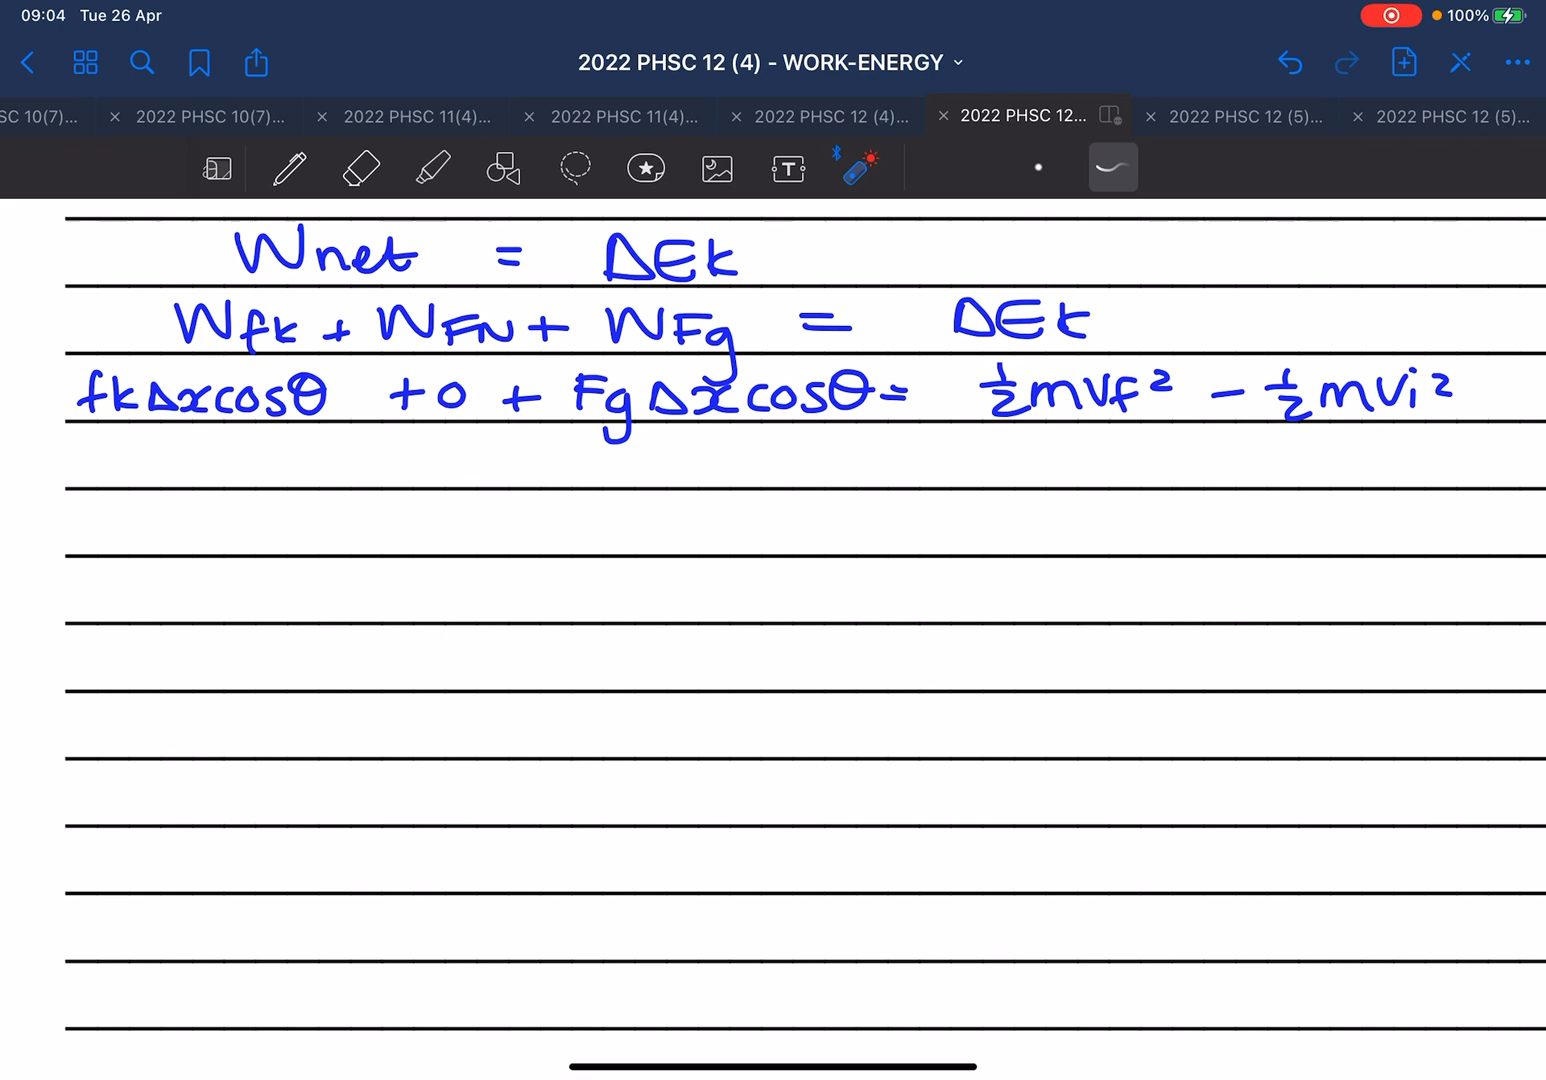 09:04 Tue 26 Apr
100%
2022 PHSC 12 (4) - WORK-ENERGY
SC 10(7)... × 2022 PHSC 10(7)... × 2022 PHSC 11(4)... × 2022 PHSC 11(4)... × 2022 PHSC 12 (4)... × 2022 PHSC 12... × 2022 PHSC 12 (5)... × 2022 PHSC 12 (5)...
T
Wnet = ΔEk
Wfk + WFN + WFg = ΔEk
fkΔxcosθ + 0 + FgΔxcosθ = ½mvf² - ½mvi²